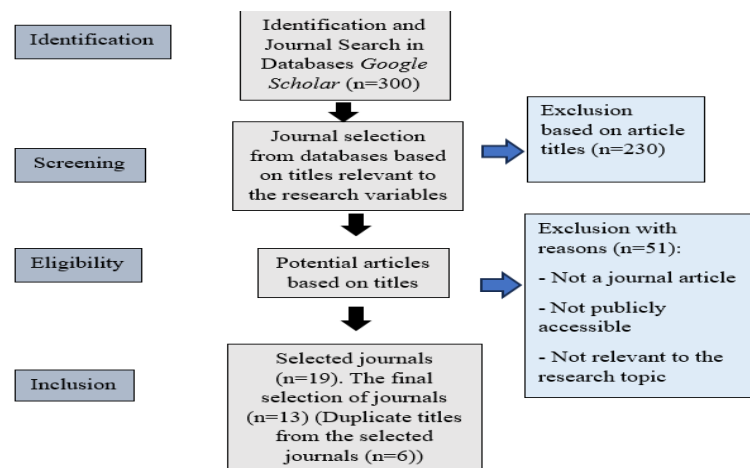 Identification
Identification and
Journal Search in
Databases Google
Scholar (n=300)
Screening
Journal selection
from databases based
on titles relevant to
the research variables
Exclusion
based on article
titles (n=230)
Eligibility
Potential articles
based on titles
Exclusion with
reasons (n=51):
- Not a journal article
- Not publicly
accessible
- Not relevant to the
research topic
Inclusion
Selected journals
(n=19). The final
selection of journals
(n=13) (Duplicate titles
from the selected
journals (n=6))